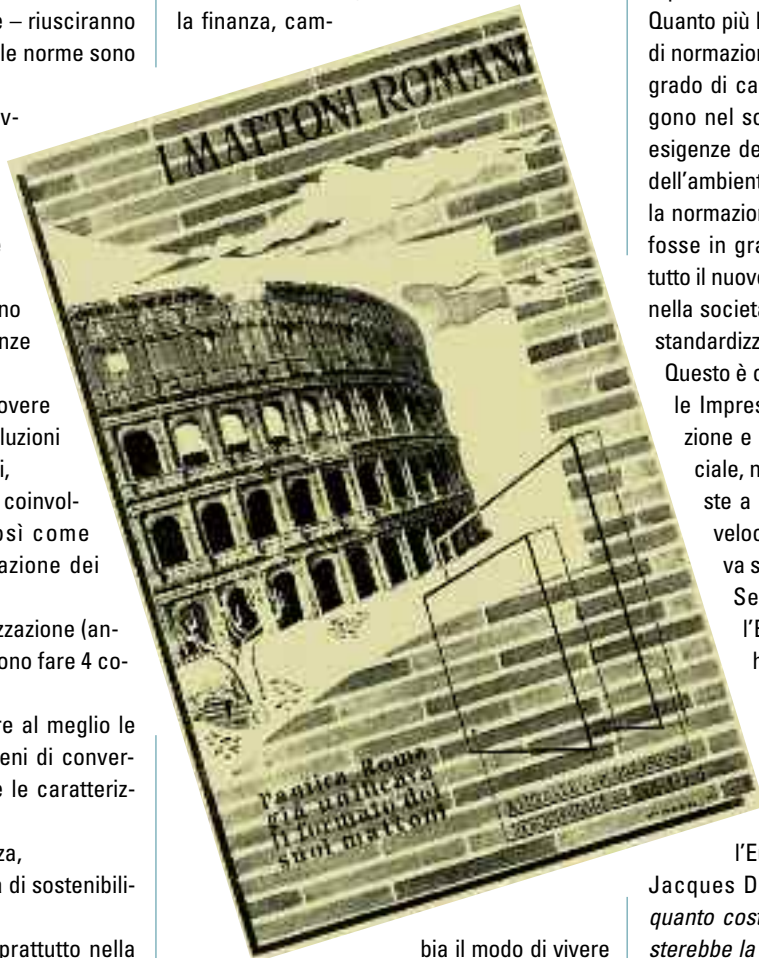 e – riusciranno
le norme sono
v-
no
nze
overe
luzioni
i,
coinvol-
osì come
azione dei
zzazione (an-
ono fare 4 co-
re al meglio le
eni di conver-
e le caratteriz-
za,
à di sostenibili-
prattutto nella
la finanza, cam-
I MATTONI ROMANI
l'antica Roma
già unificava
il formato dei
suoi mattoni
bia il modo di vivere
Quanto più
di normazion
grado di ca
gono nel so
esigenze de
dell'ambient
la normazion
fosse in gra
tutto il nuovo
nella societa
standardizz
Questo è c
le Impres
zione e
ciale, n
ste a
veloc
va s
Se
l'E
h
l'E
Jacques D
quanto cost
sterebbe la